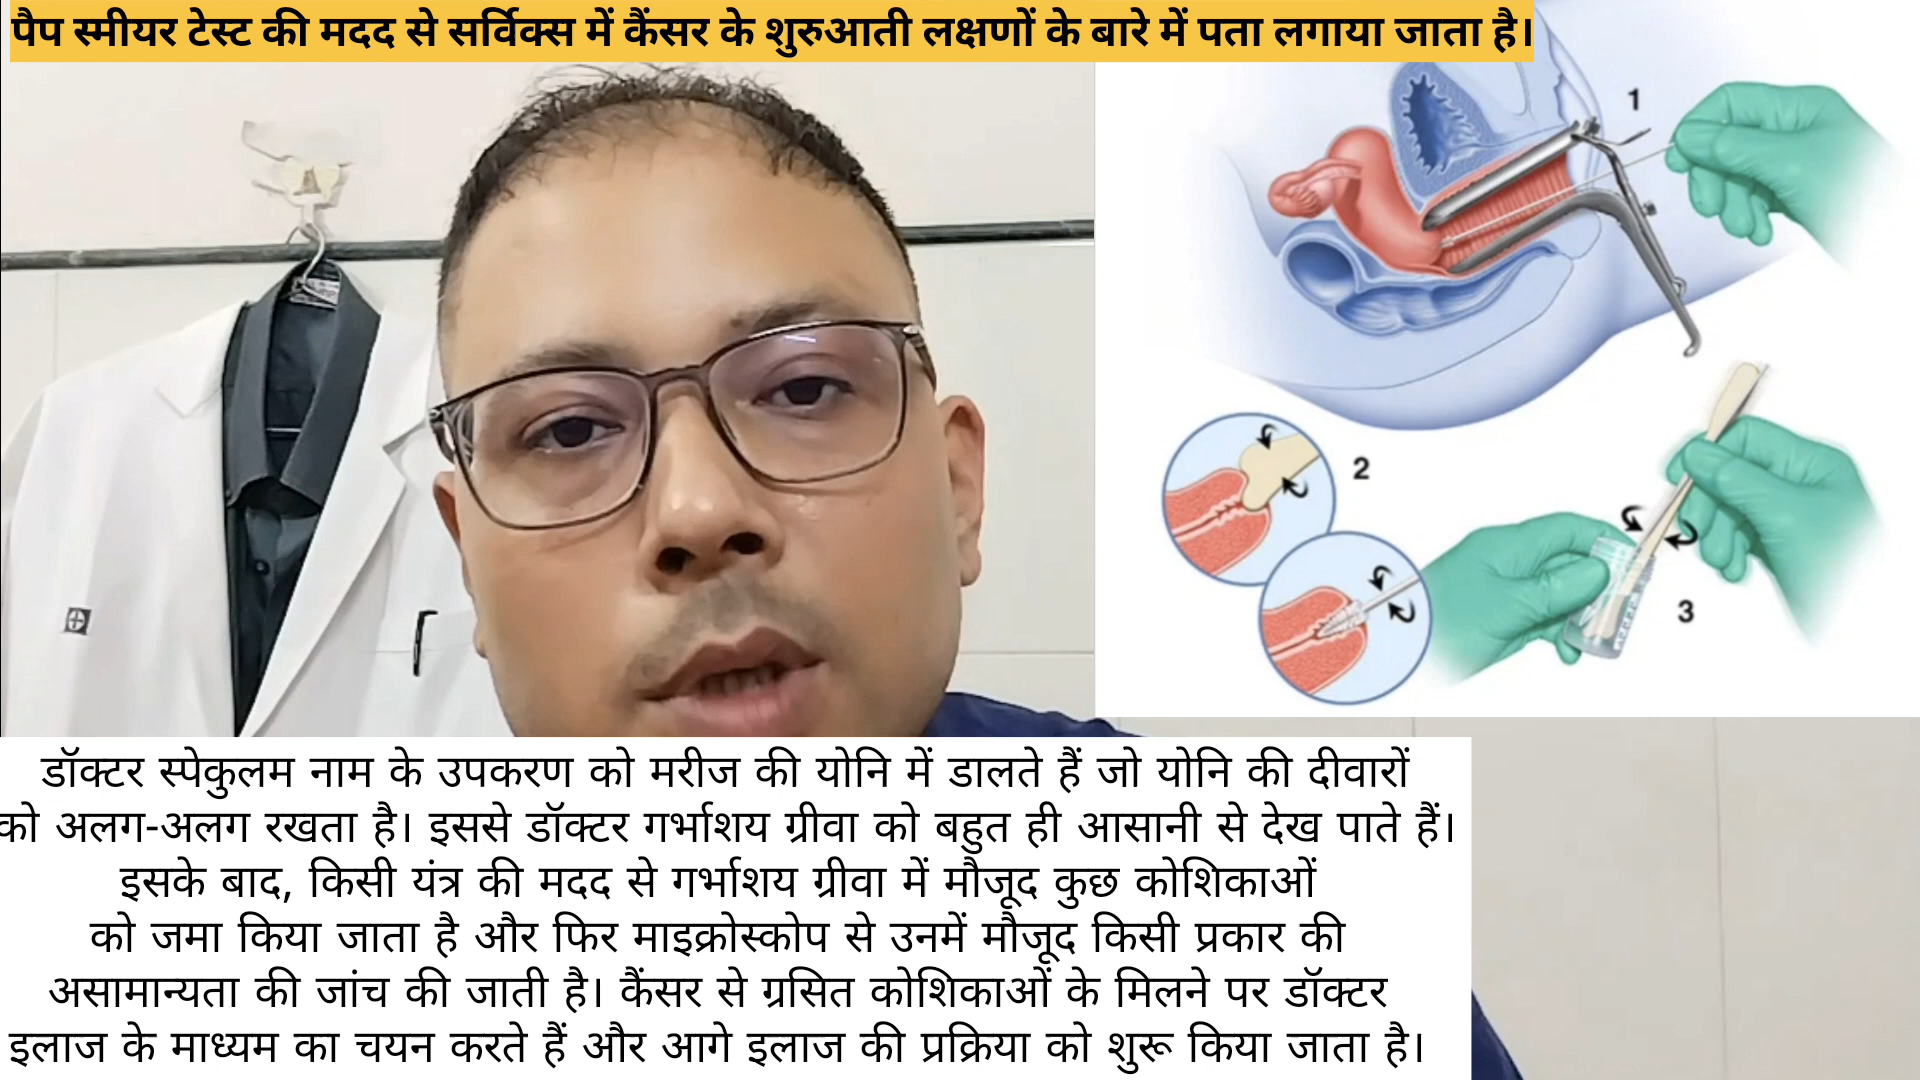 पैप स्मीयर टेस्ट की मदद से सर्विक्स में कैंसर के शुरुआती लक्षणों के बारे में पता लगाया जाता है।
1
2
3
डॉक्टर स्पेकुलम नाम के उपकरण को मरीज की योनि में डालते हैं जो योनि की दीवारों
को अलग-अलग रखता है। इससे डॉक्टर गर्भाशय ग्रीवा को बहुत ही आसानी से देख पाते हैं।
इसके बाद, किसी यंत्र की मदद से गर्भाशय ग्रीवा में मौजूद कुछ कोशिकाओं
को जमा किया जाता है और फिर माइक्रोस्कोप से उनमें मौजूद किसी प्रकार की
असामान्यता की जांच की जाती है। कैंसर से ग्रसित कोशिकाओं के मिलने पर डॉक्टर
इलाज के माध्यम का चयन करते हैं और आगे इलाज की प्रक्रिया को शुरू किया जाता है।